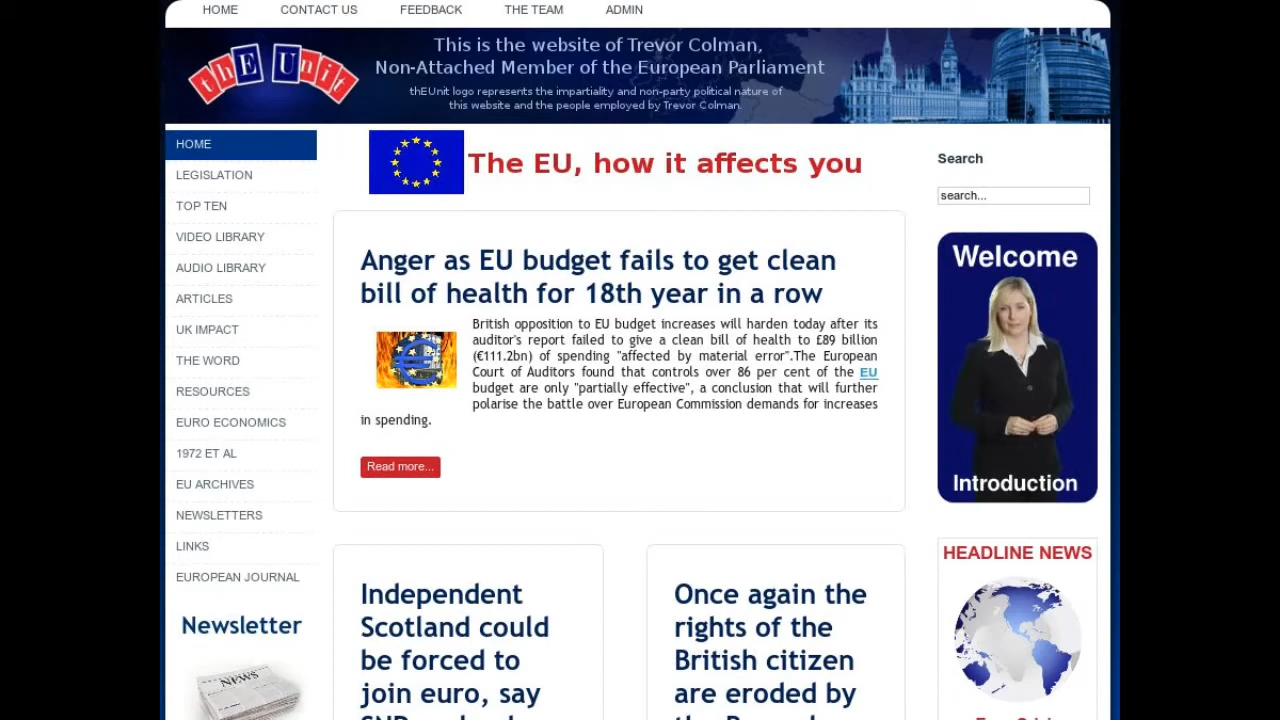 HOME CONTACT US FEEDBACK THE TEAM ADMIN
thEUnit
This is the website of Trevor Colman,
Non-Attached Member of the European Parliament
thEUnit logo represents the impartiality and non-party political nature of
this website and the people employed by Trevor Colman.
HOME
LEGISLATION
TOP TEN
VIDEO LIBRARY
AUDIO LIBRARY
ARTICLES
UK IMPACT
THE WORD
RESOURCES
EURO ECONOMICS
1972 ET AL
EU ARCHIVES
NEWSLETTERS
LINKS
EUROPEAN JOURNAL
Newsletter
NEWS
The EU, how it affects you
Anger as EU budget fails to get clean
bill of health for 18th year in a row
British opposition to EU budget increases will harden today after its
auditor's report failed to give a clean bill of health to £89 billion
(€111.2bn) of spending "affected by material error".The European
Court of Auditors found that controls over 86 per cent of the EU
budget are only "partially effective", a conclusion that will further
polarise the battle over European Commission demands for increases
in spending.
Read more...
Independent
Scotland could
be forced to
join euro, say
Once again the
rights of the
British citizen
are eroded by
Search
search...
Welcome
Introduction
HEADLINE NEWS